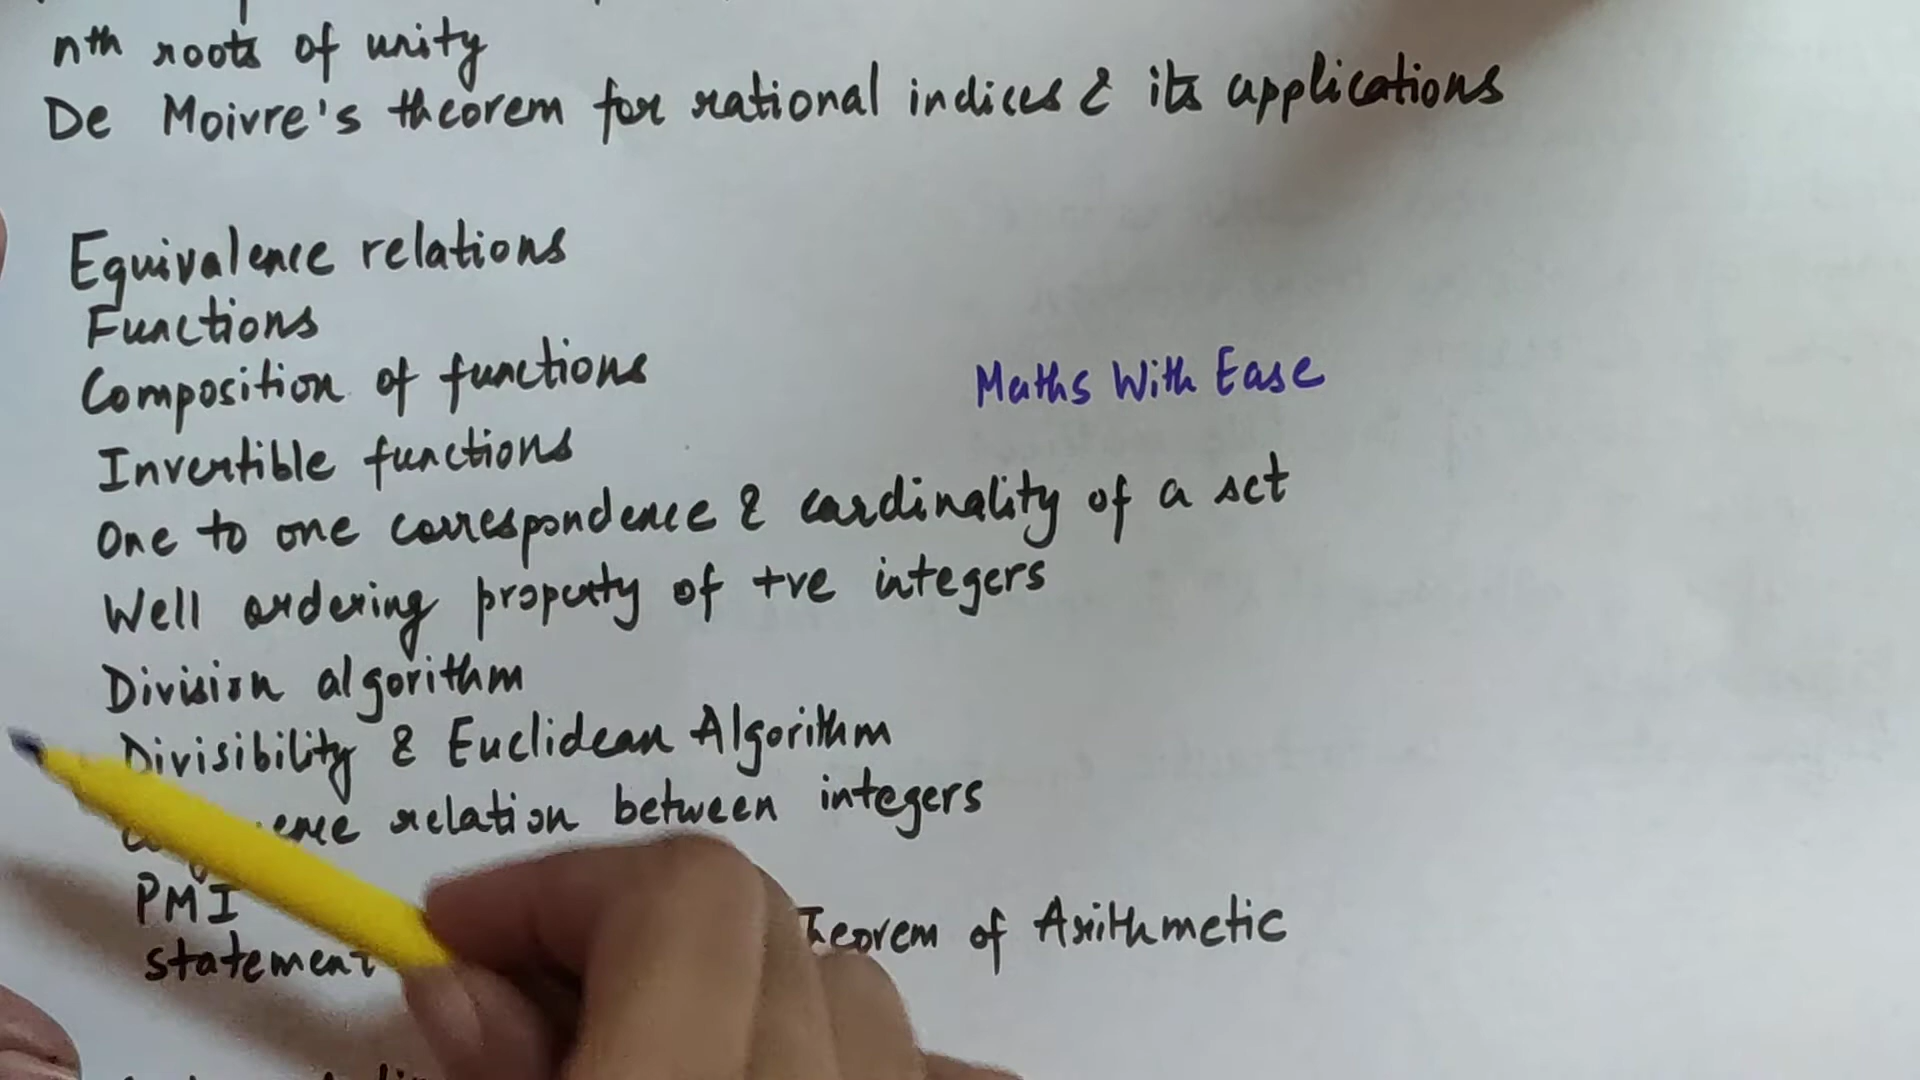 nth roots of unity
De Moivre's theorem for rational indices & its applications
Equivalence relations
Functions
Composition of functions
Maths With Ease
Invertible functions
One to one correspondence & cardinality of a set
Well ordering property of +ve integers
Division algorithm
Divisibility & Euclidean Algorithm
relation between integers
PMI
statement Theorem of Arithmetic